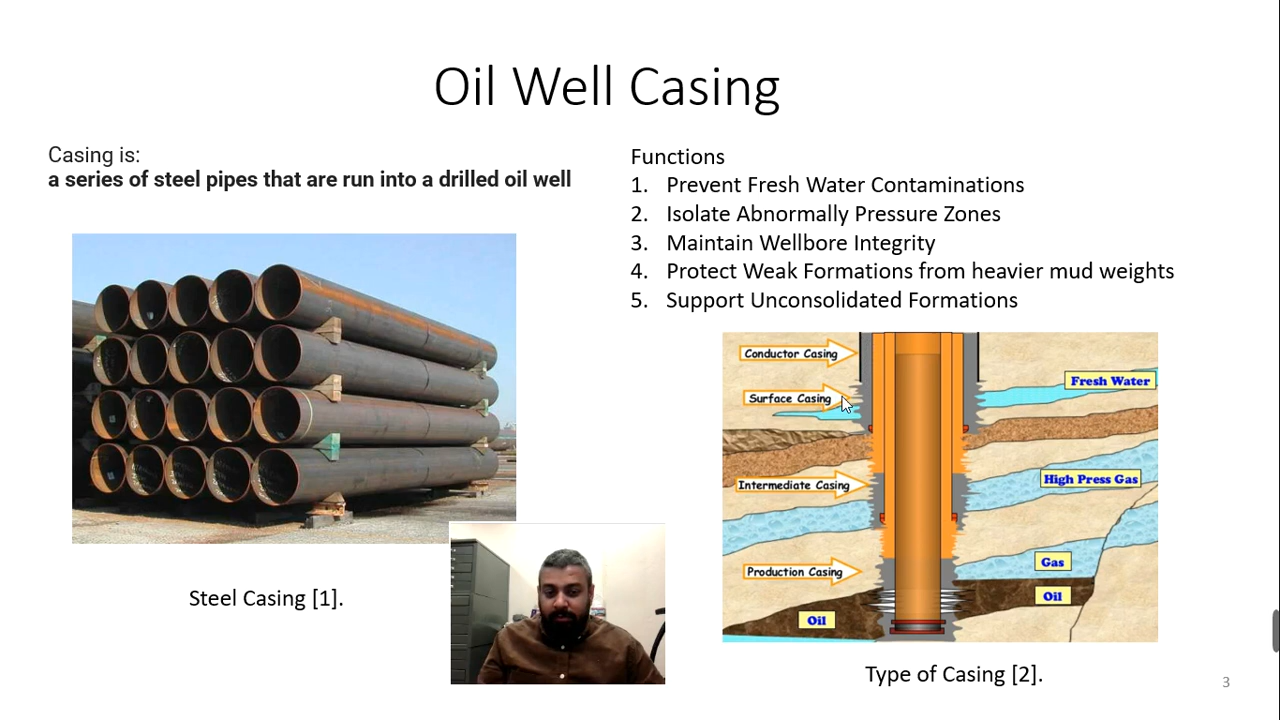 Oil Well Casing
Casing is:
a series of steel pipes that are run into a drilled oil well
Steel Casing [1].
Functions
1. Prevent Fresh Water Contaminations
2. Isolate Abnormally Pressure Zones
3. Maintain Wellbore Integrity
4. Protect Weak Formations from heavier mud weights
5. Support Unconsolidated Formations
Conductor Casing
Fresh Water
Surface Casing
High Press Gas
Intermediate Casing
Gas
Production Casing
Oil
Oil
Type of Casing [2].
3